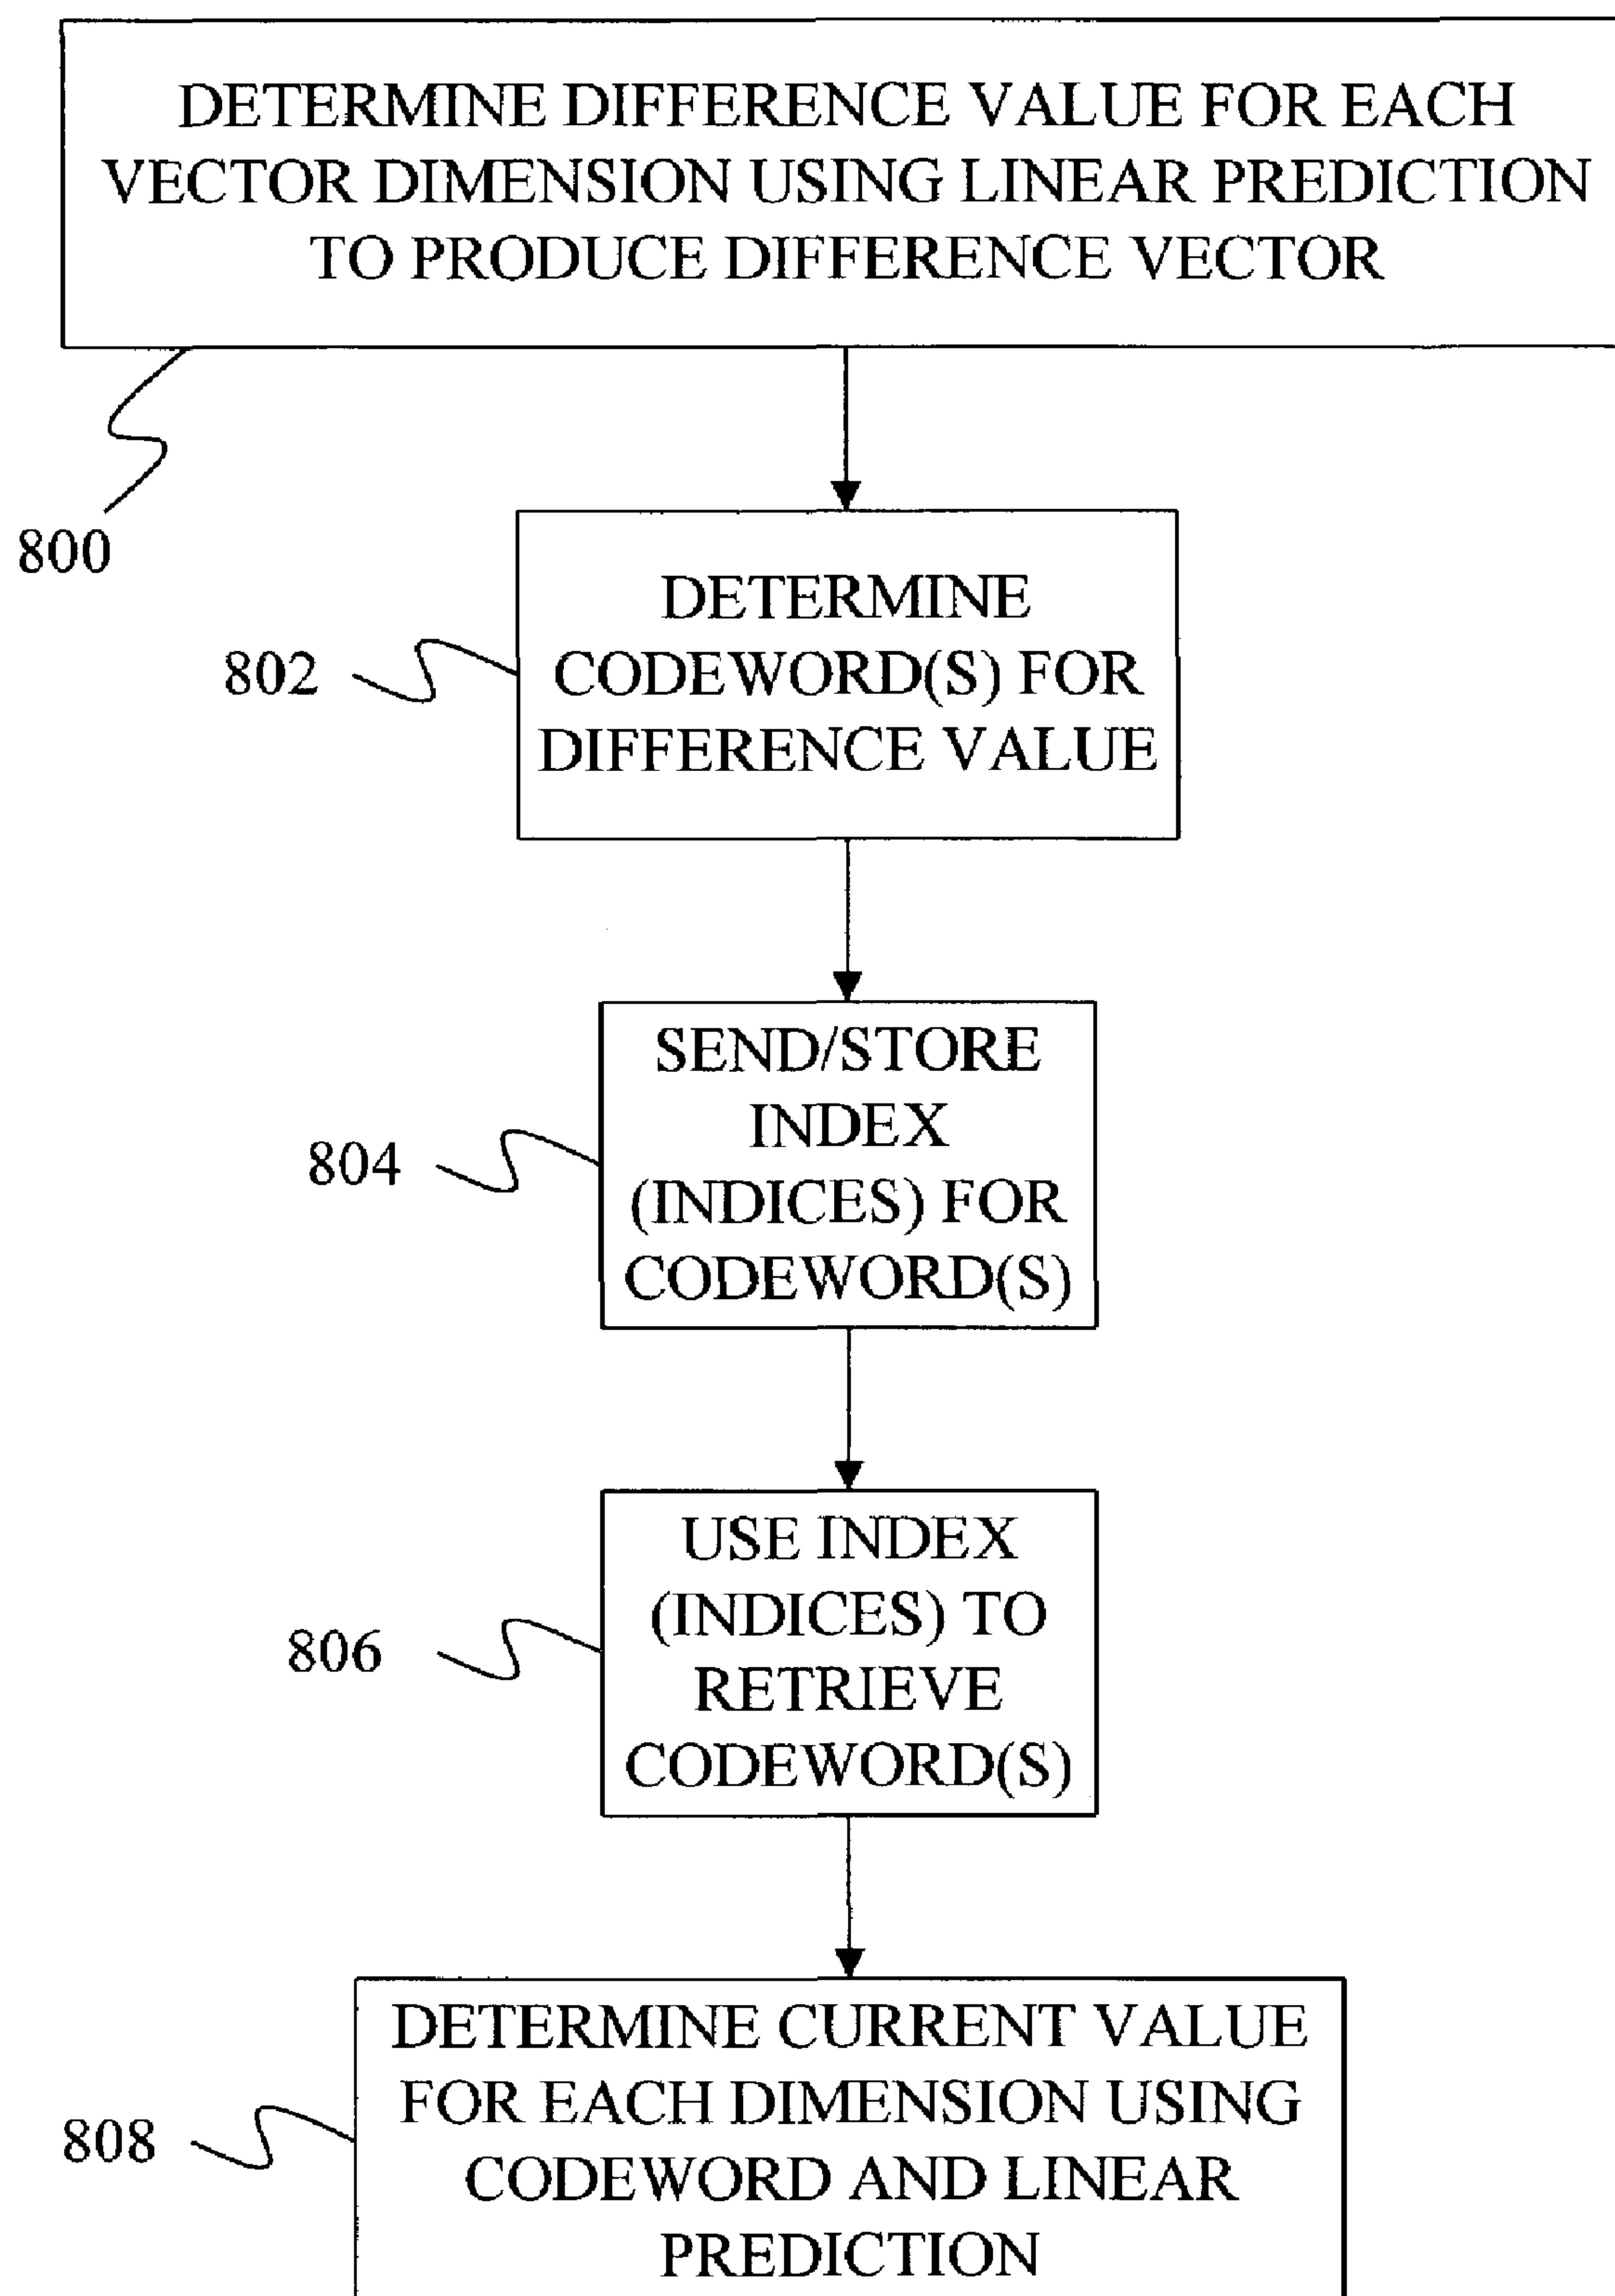 DETERMINE DIFFERENCE VALUE FOR EACH
VECTOR DIMENSION USING LINEAR PREDICTION
TO PRODUCE DIFFERENCE VECTOR
800
DETERMINE
CODEWORD(S) FOR
DIFFERENCE VALUE
802
SEND/STORE
INDEX
(INDICES) FOR
CODEWORD(S)
804
USE INDEX
(INDICES) TO
RETRIEVE
CODEWORD(S)
806
DETERMINE CURRENT VALUE
FOR EACH DIMENSION USING
CODEWORD AND LINEAR
PREDICTION
808